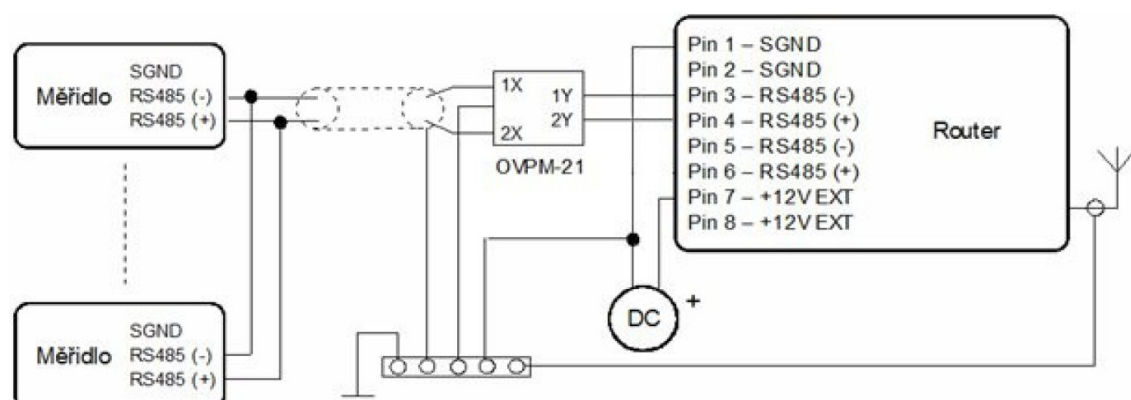 Měřidlo
SGND
RS485 (-)
RS485 (+)
1X
2X
1Y
2Y
OVPM-21
Pin 1 – SGND
Pin 2 – SGND
Pin 3 – RS485 (-)
Pin 4 – RS485 (+)
Pin 5 – RS485 (-)
Pin 6 – RS485 (+)
Pin 7 – +12V EXT
Pin 8 – +12V EXT
Router
DC
+
Měřidlo
SGND
RS485 (-)
RS485 (+)